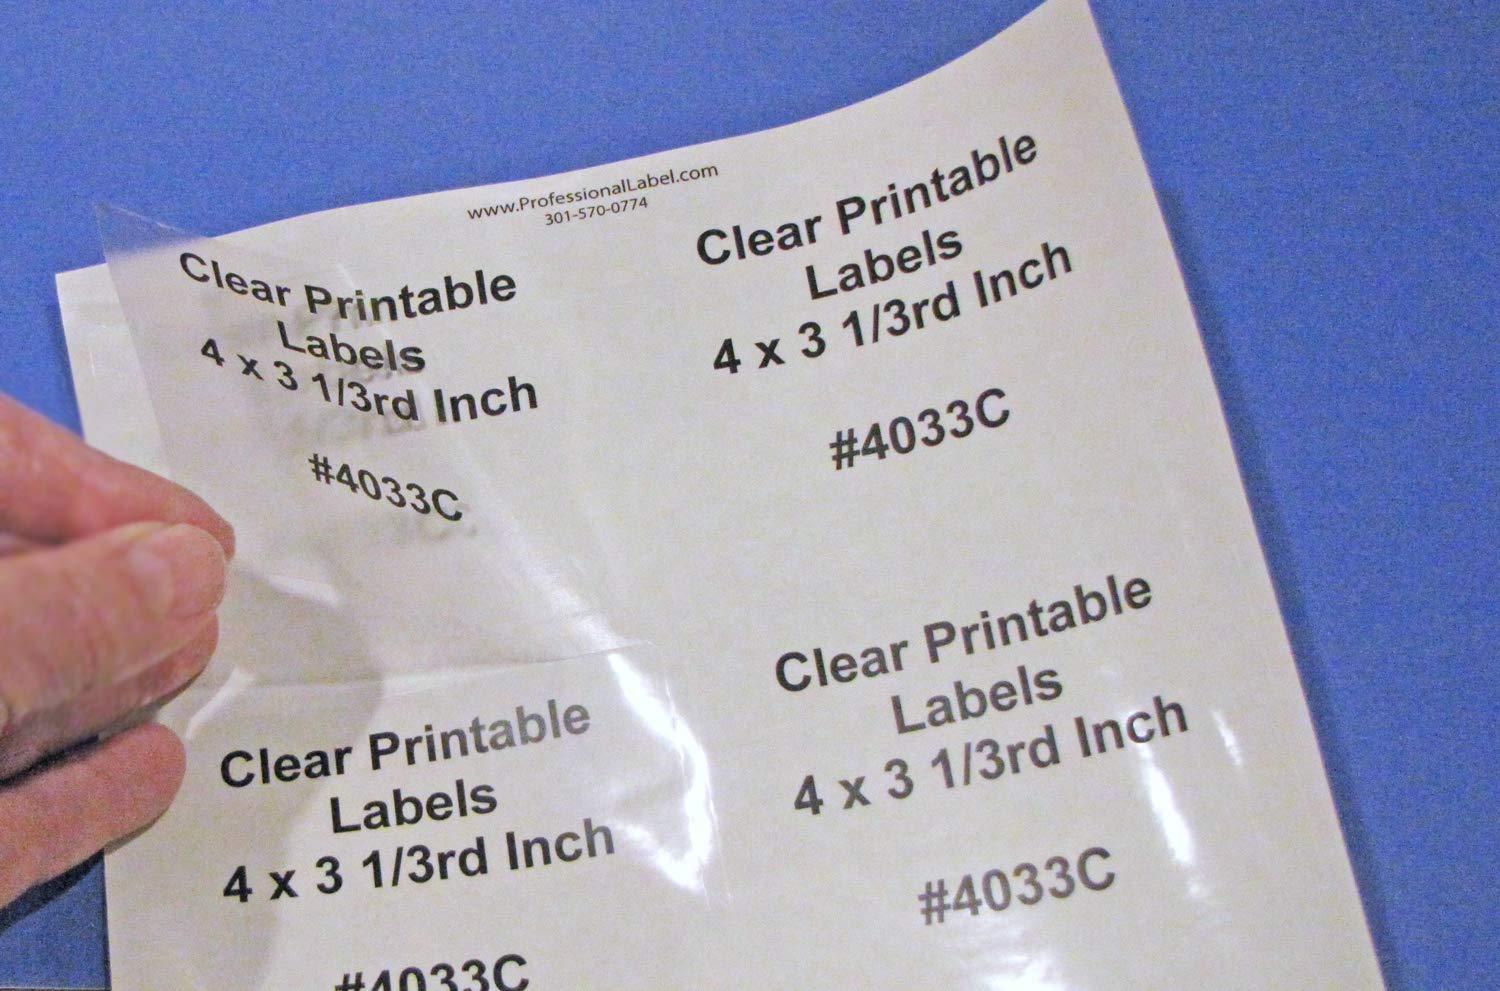 www.ProfessionalLabel.com
301-570-0774
Clear Printable
Labels
4 x 3 1/3rd Inch
#4033C
Clear Printable
Labels
4 x 3 1/3rd Inch
#4033C
Clear Printable
Labels
4 x 3 1/3rd Inch
#4033C
Clear Printable
Labels
4 x 3 1/3rd Inch
#4033C